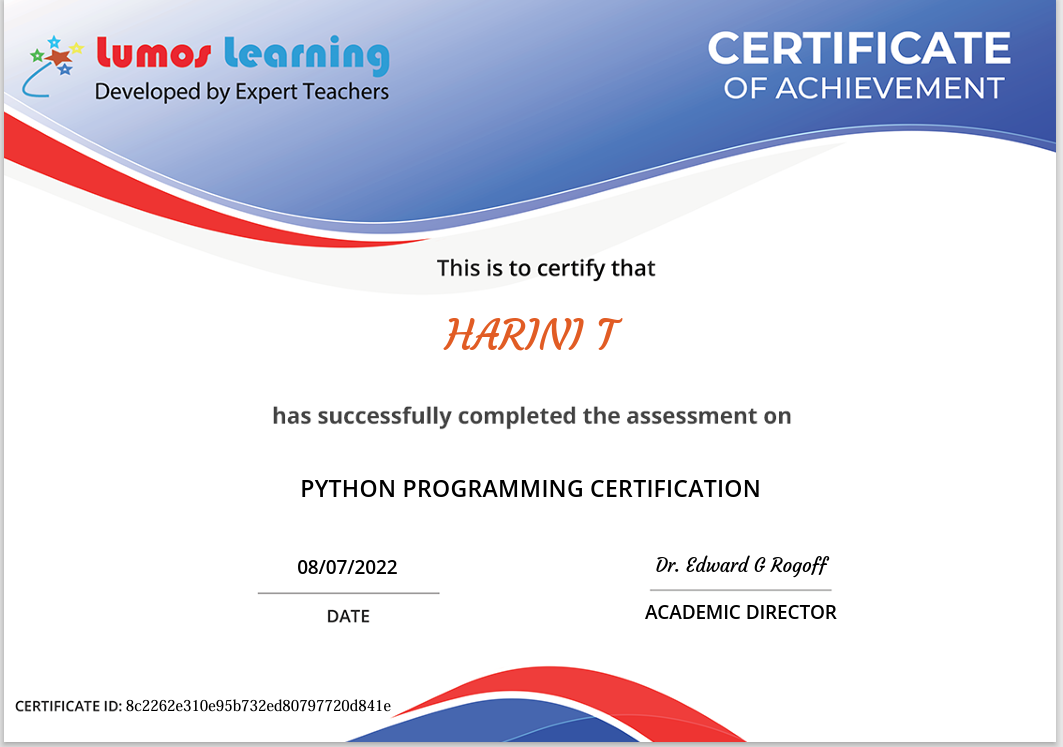 Lumos Learning
Developed by Expert Teachers
CERTIFICATE
OF ACHIEVEMENT
This is to certify that
HARINI T
has successfully completed the assessment on
PYTHON PROGRAMMING CERTIFICATION
08/07/2022
DATE
Dr. Edward G Rogoff
ACADEMIC DIRECTOR
CERTIFICATE ID: 8c2262e310e95b732ed80797720d841e